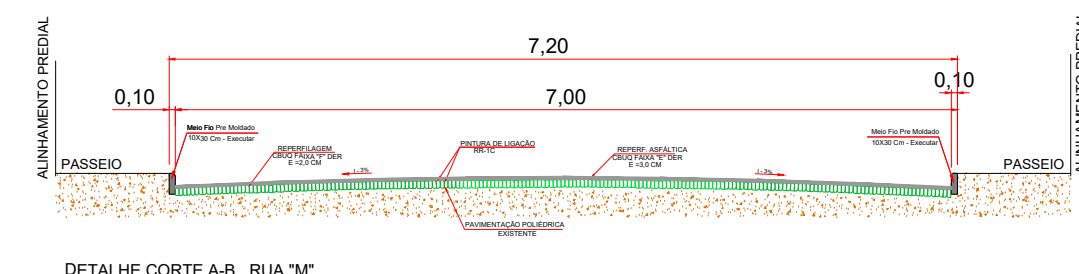 ALINHAMENTO PREDIAL
7,20
ALINHAMENTO PREDIAL
0,10
7,00
0,10
Meio Fio Pre Moldado
10X30 Cm - Executar
REPERFILAGEM
CBUQ FAIXA "F" DER
E =2,0 CM
PINTURA DE LIGAÇÃO
RR-1C
REPERF. ASFÁLTICA
CBUQ FAIXA "E" DER
E =3,0 CM
Meio Fio Pre Moldado
10X30 Cm - Executar
PASSEIO
I - 3%
I - 3%
PASSEIO
PAVIMENTAÇÃO POLIÉDRICA
EXISTENTE
DETALHE CORTE A-B RUA "M"